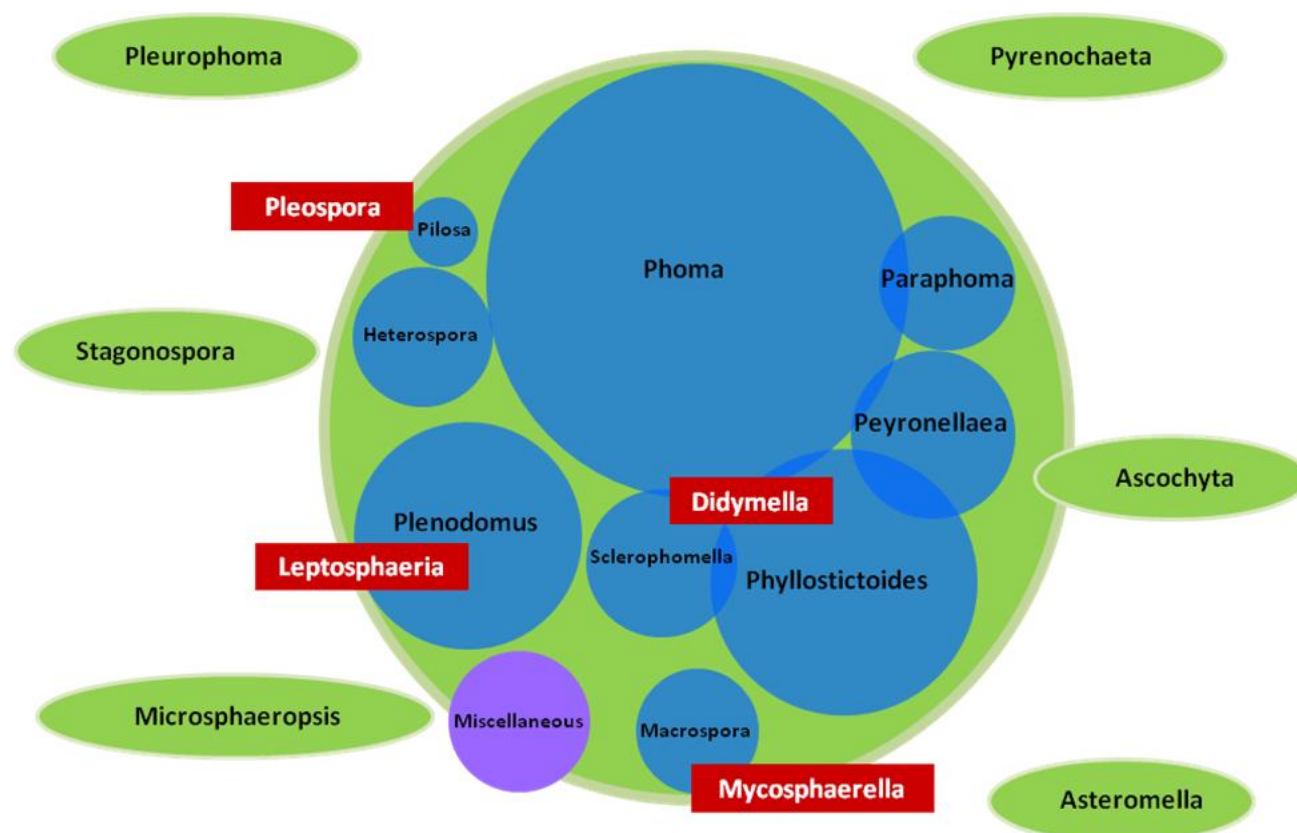 Pleurophoma
Pyrenochaeta
Pleospora
Pilosa
Phoma
Paraphoma
Heterospora
Stagonospora
Peyronellaea
Ascochyta
Didymella
Plenodomus
Sclerophomella
Leptosphaeria
Phyllostictoides
Microsphaeropsis
Miscellaneous
Macrospora
Mycosphaerella
Asteromella